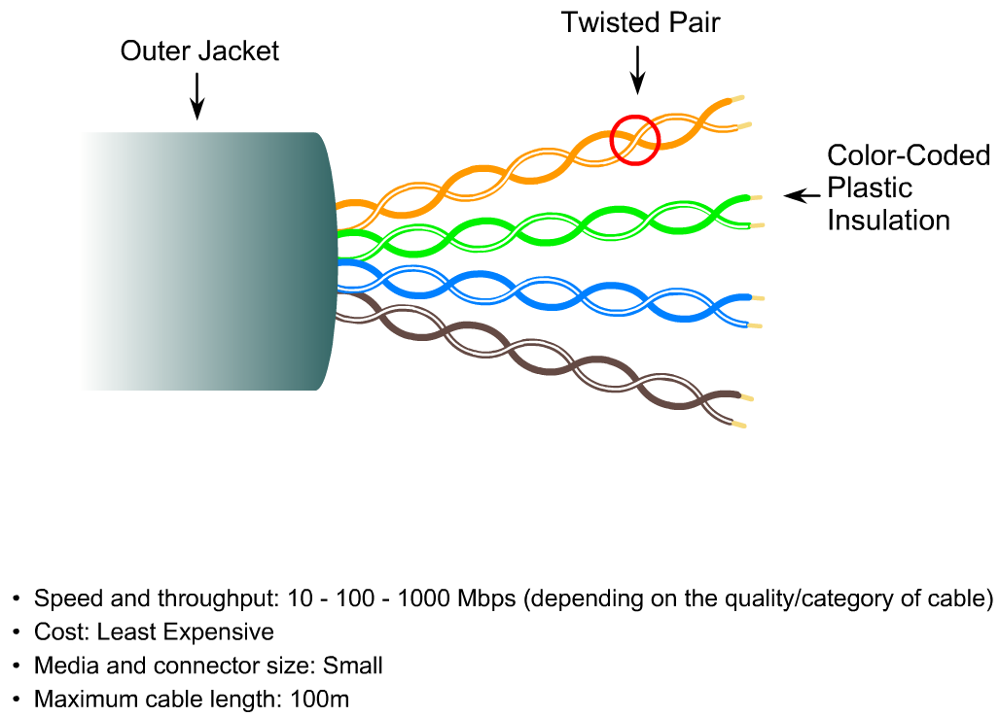 Outer Jacket
Twisted Pair
Color-Coded
Plastic
Insulation
• Speed and throughput: 10 - 100 - 1000 Mbps (depending on the quality/category of cable)
• Cost: Least Expensive
• Media and connector size: Small
• Maximum cable length: 100m